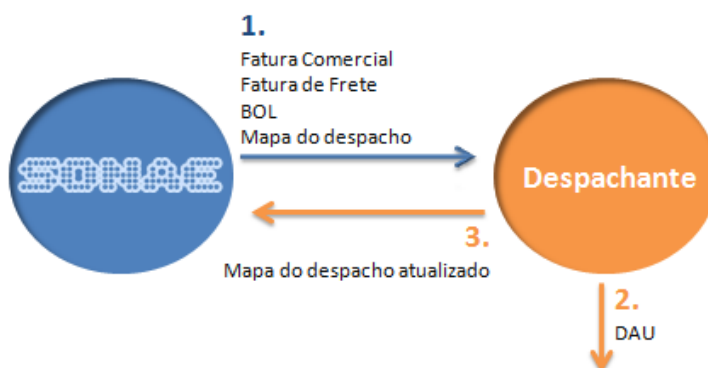 1.
Fatura Comercial
Fatura de Frete
BOL
Mapa do despacho
SONAE
Despachante
3.
Mapa do despacho atualizado
2.
DAU